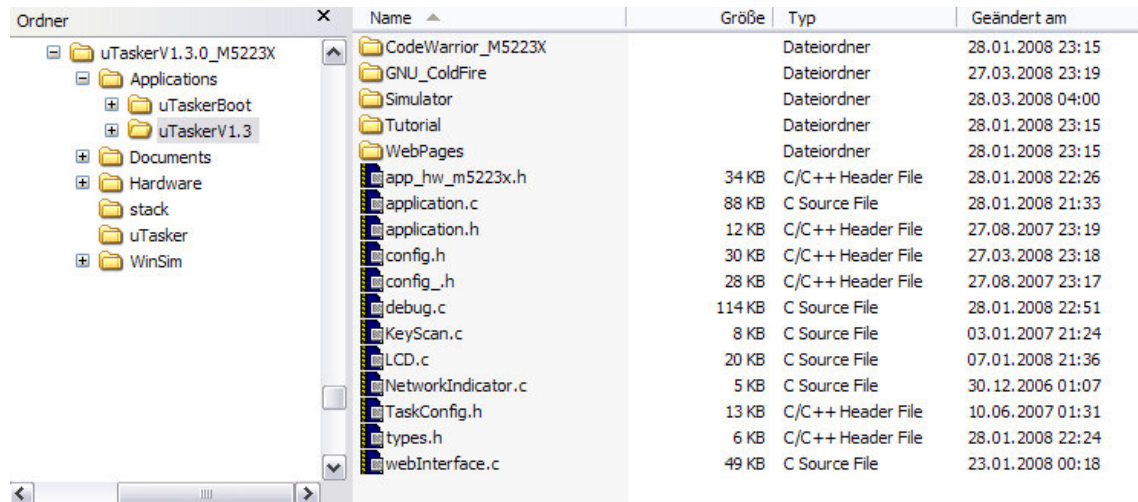 Ordner
uTaskerV1.3.0_M5223X
Applications
uTaskerBoot
uTaskerV1.3
Documents
Hardware
stack
uTasker
WinSim
Name Größe Typ Geändert am
CodeWarrior_M5223X Dateiordner 28.01.2008 23:15
GNU_ColdFire Dateiordner 27.03.2008 23:19
Simulator Dateiordner 28.03.2008 04:00
Tutorial Dateiordner 28.01.2008 23:15
WebPages Dateiordner 28.01.2008 23:15
app_hw_m5223x.h 34 KB C/C++ Header File 28.01.2008 22:26
application.c 88 KB C Source File 28.01.2008 21:33
application.h 12 KB C/C++ Header File 27.08.2007 23:19
config.h 30 KB C/C++ Header File 27.03.2008 23:18
config_.h 28 KB C/C++ Header File 27.08.2007 23:17
debug.c 114 KB C Source File 28.01.2008 22:51
KeyScan.c 8 KB C Source File 03.01.2007 21:24
LCD.c 20 KB C Source File 07.01.2008 21:36
NetworkIndicator.c 5 KB C Source File 30.12.2006 01:07
TaskConfig.h 13 KB C/C++ Header File 10.06.2007 01:31
types.h 6 KB C/C++ Header File 28.01.2008 22:24
webInterface.c 49 KB C Source File 23.01.2008 00:18